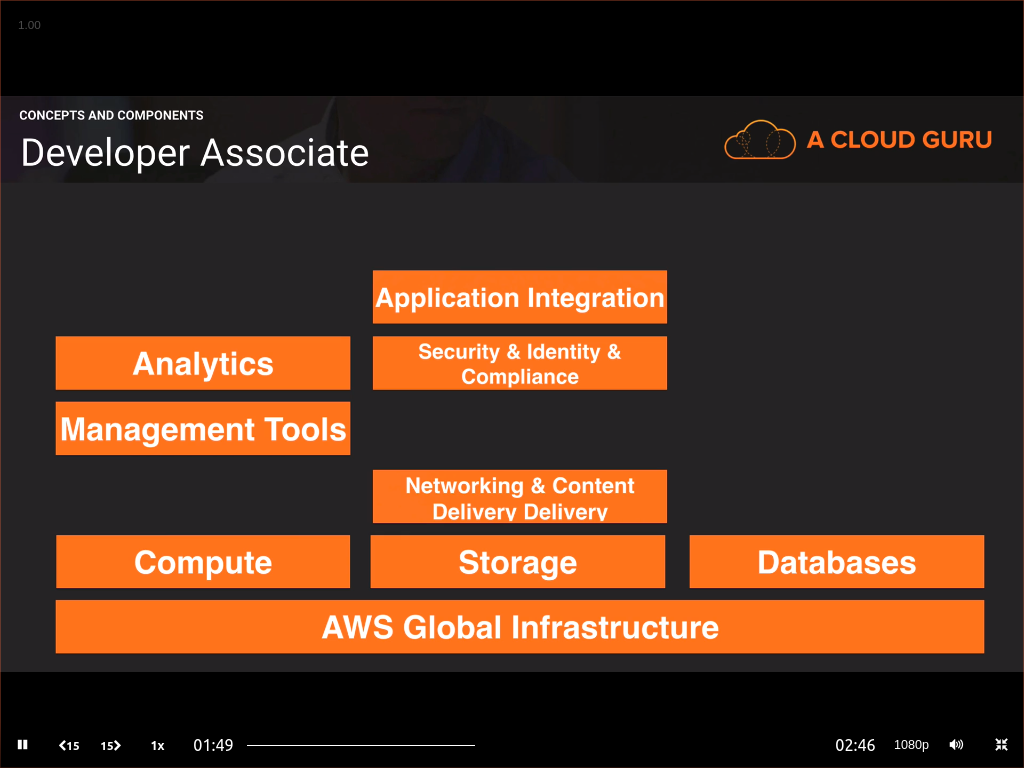 1.00
CONCEPTS AND COMPONENTS
Developer Associate
A CLOUD GURU
Application Integration
Analytics
Security & Identity &
Compliance
Management Tools
Networking & Content
Delivery Delivery
Compute
Storage
Databases
AWS Global Infrastructure
15
15
1x
01:49
02:46
1080p